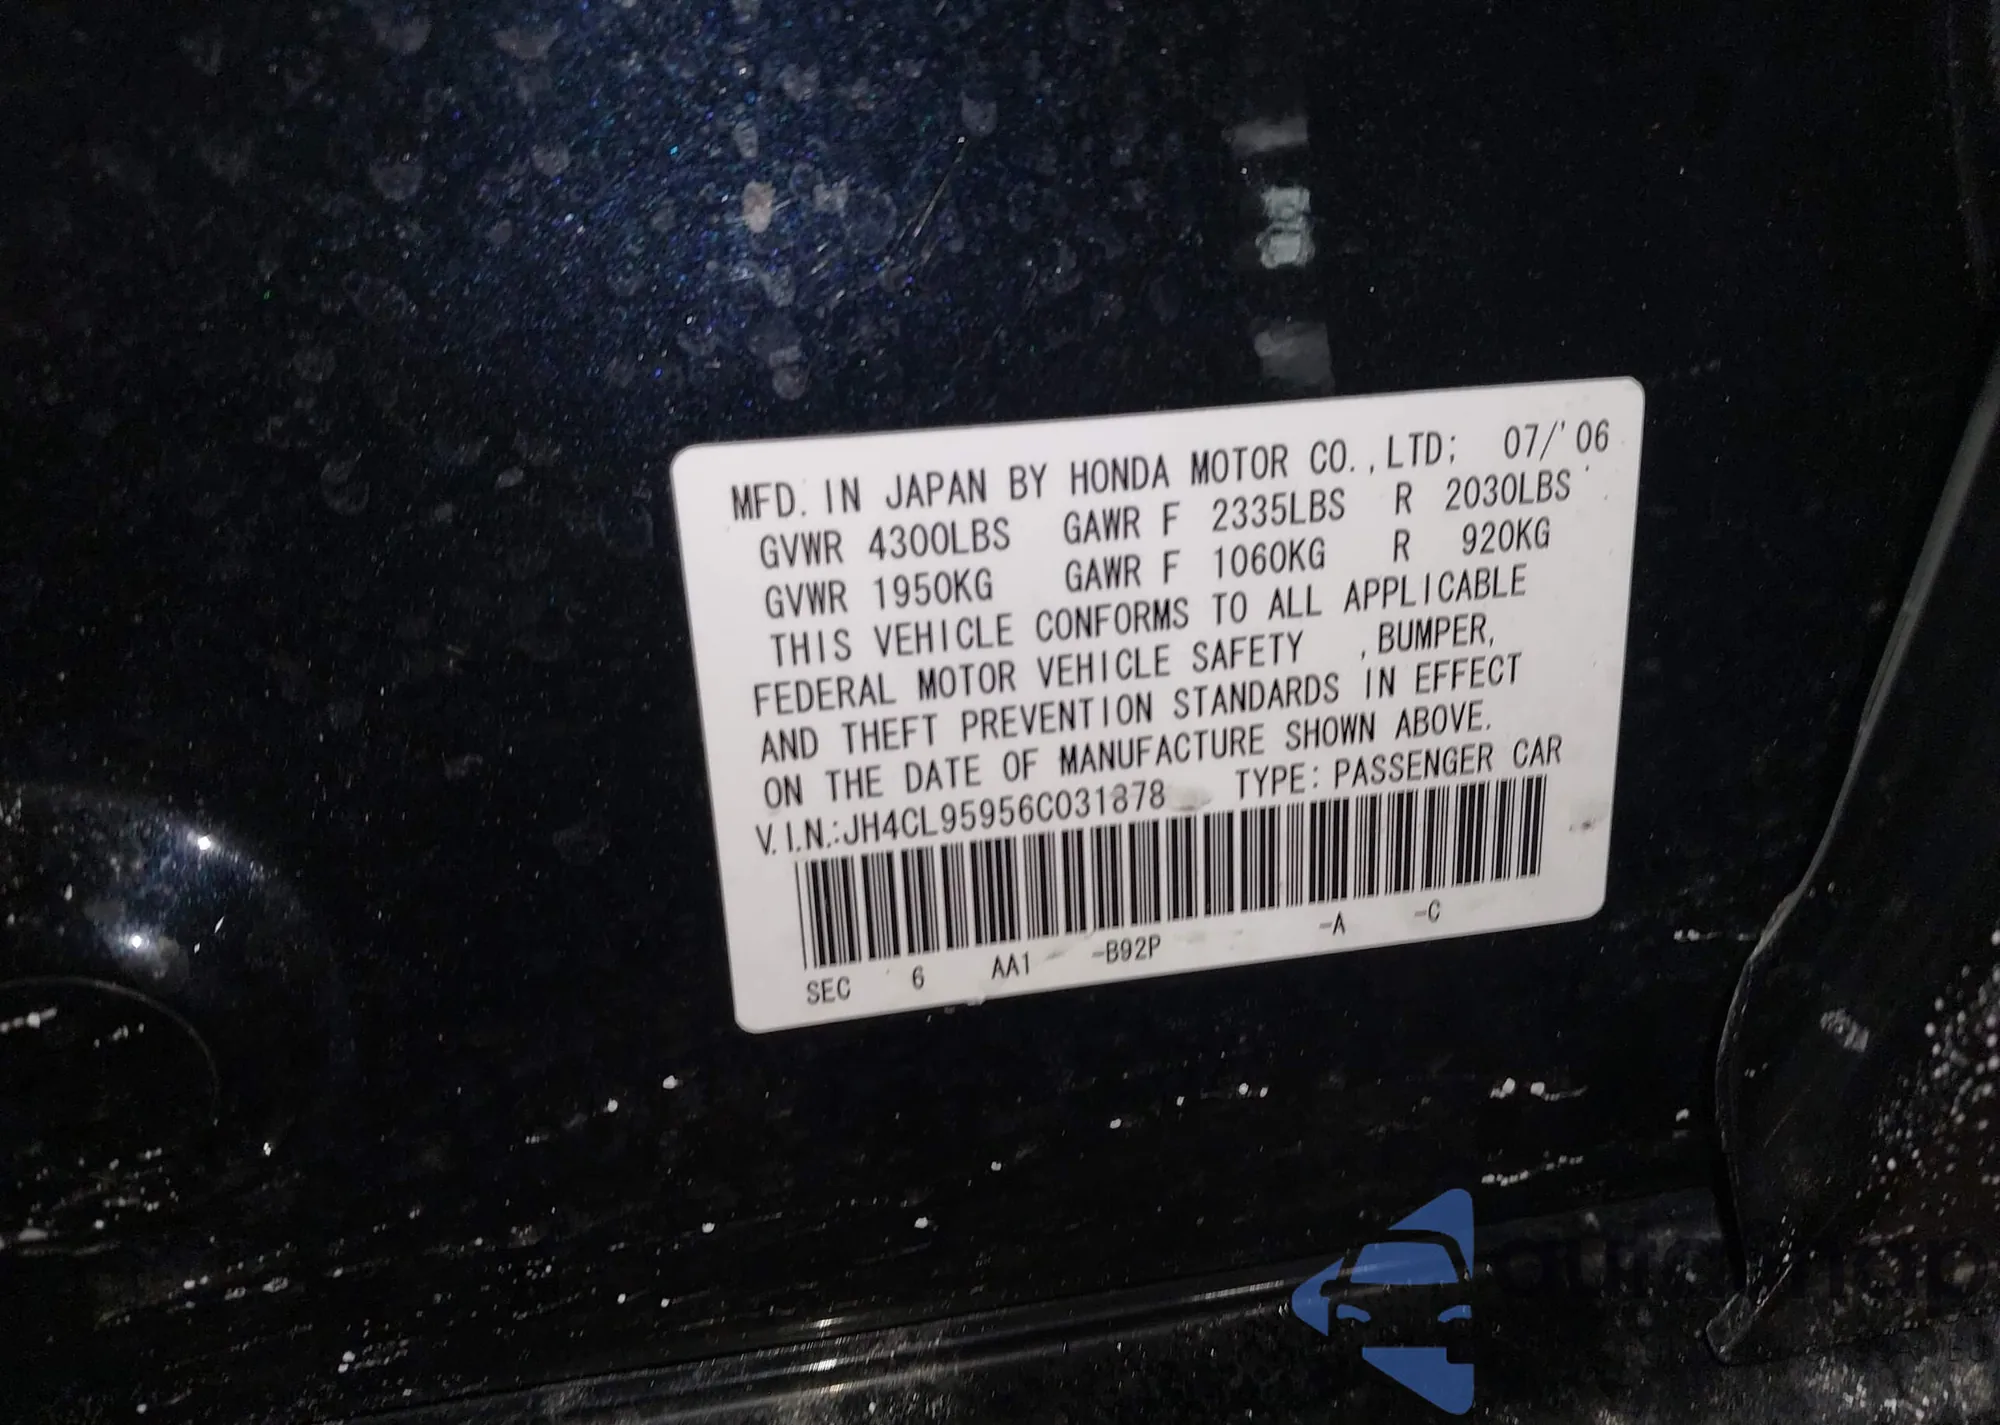 MFD. IN JAPAN BY HONDA MOTOR CO.,LTD; 07/'06
GVWR 4300LBS GAWR F 2335LBS R 2030LBS
GVWR 1950KG GAWR F 1060KG R 920KG
THIS VEHICLE CONFORMS TO ALL APPLICABLE
FEDERAL MOTOR VEHICLE SAFETY , BUMPER,
AND THEFT PREVENTION STANDARDS IN EFFECT
ON THE DATE OF MANUFACTURE SHOWN ABOVE.
V.I.N.:JH4CL95956C031878 TYPE: PASSENGER CAR
SEC 6 AA1 -B92P -A -C